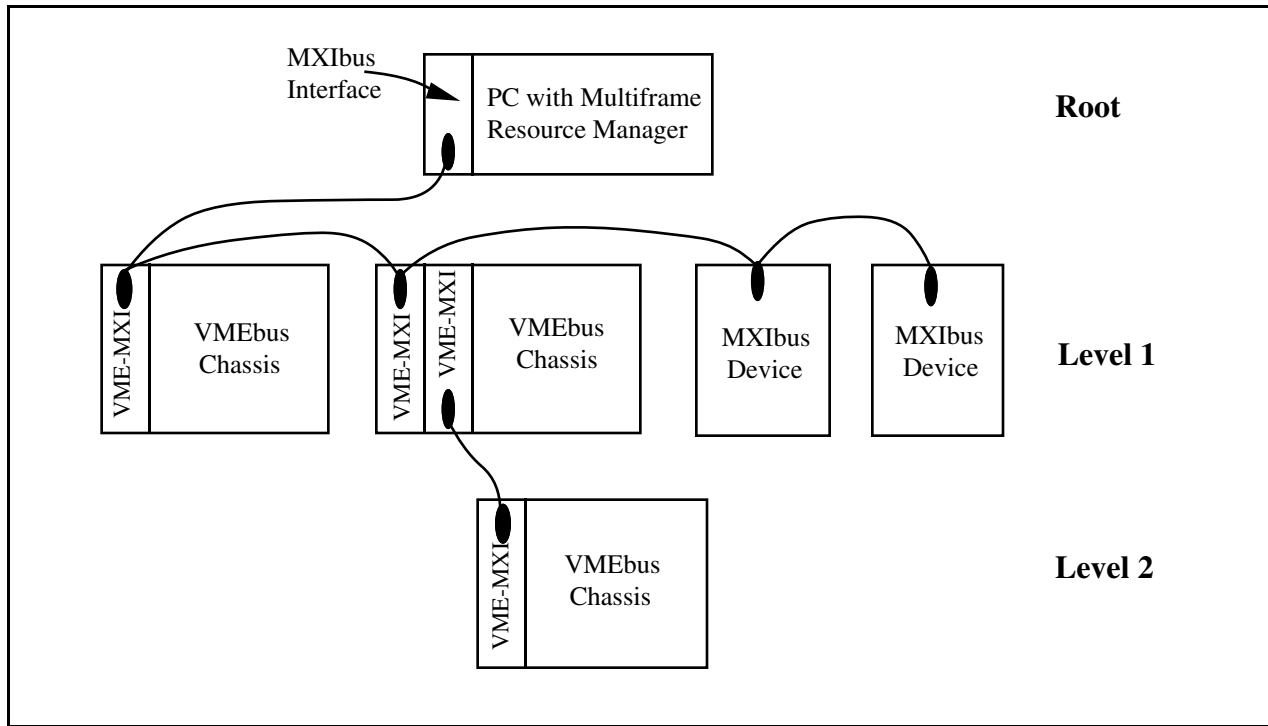 MXIbus
Interface
PC with Multiframe
Resource Manager
Root
VME-MXI
VMEbus
Chassis
VME-MXI
VME-MXI
VMEbus
Chassis
MXIbus
Device
MXIbus
Device
Level 1
VME-MXI
VMEbus
Chassis
Level 2